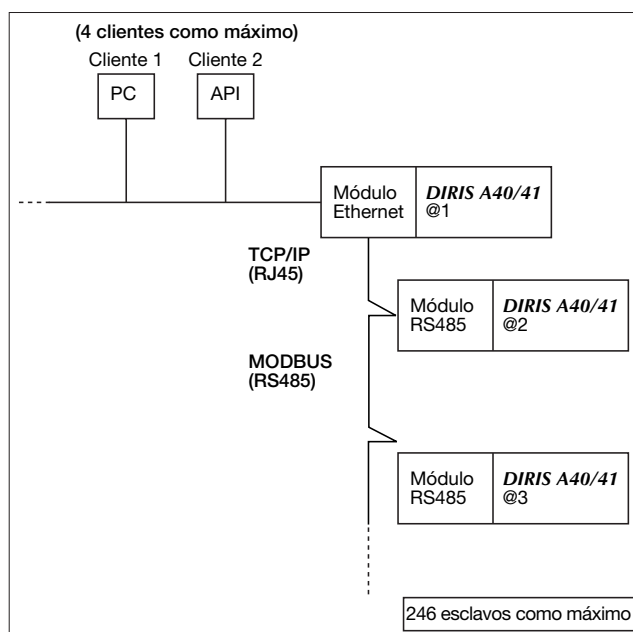 (4 clientes como máximo)
Cliente 1 Cliente 2
PC API
Módulo
Ethernet
DIRIS A40/41
@1
TCP/IP
(RJ45)
Módulo
RS485
DIRIS A40/41
@2
MODBUS
(RS485)
Módulo
RS485
DIRIS A40/41
@3
246 esclavos como máximo